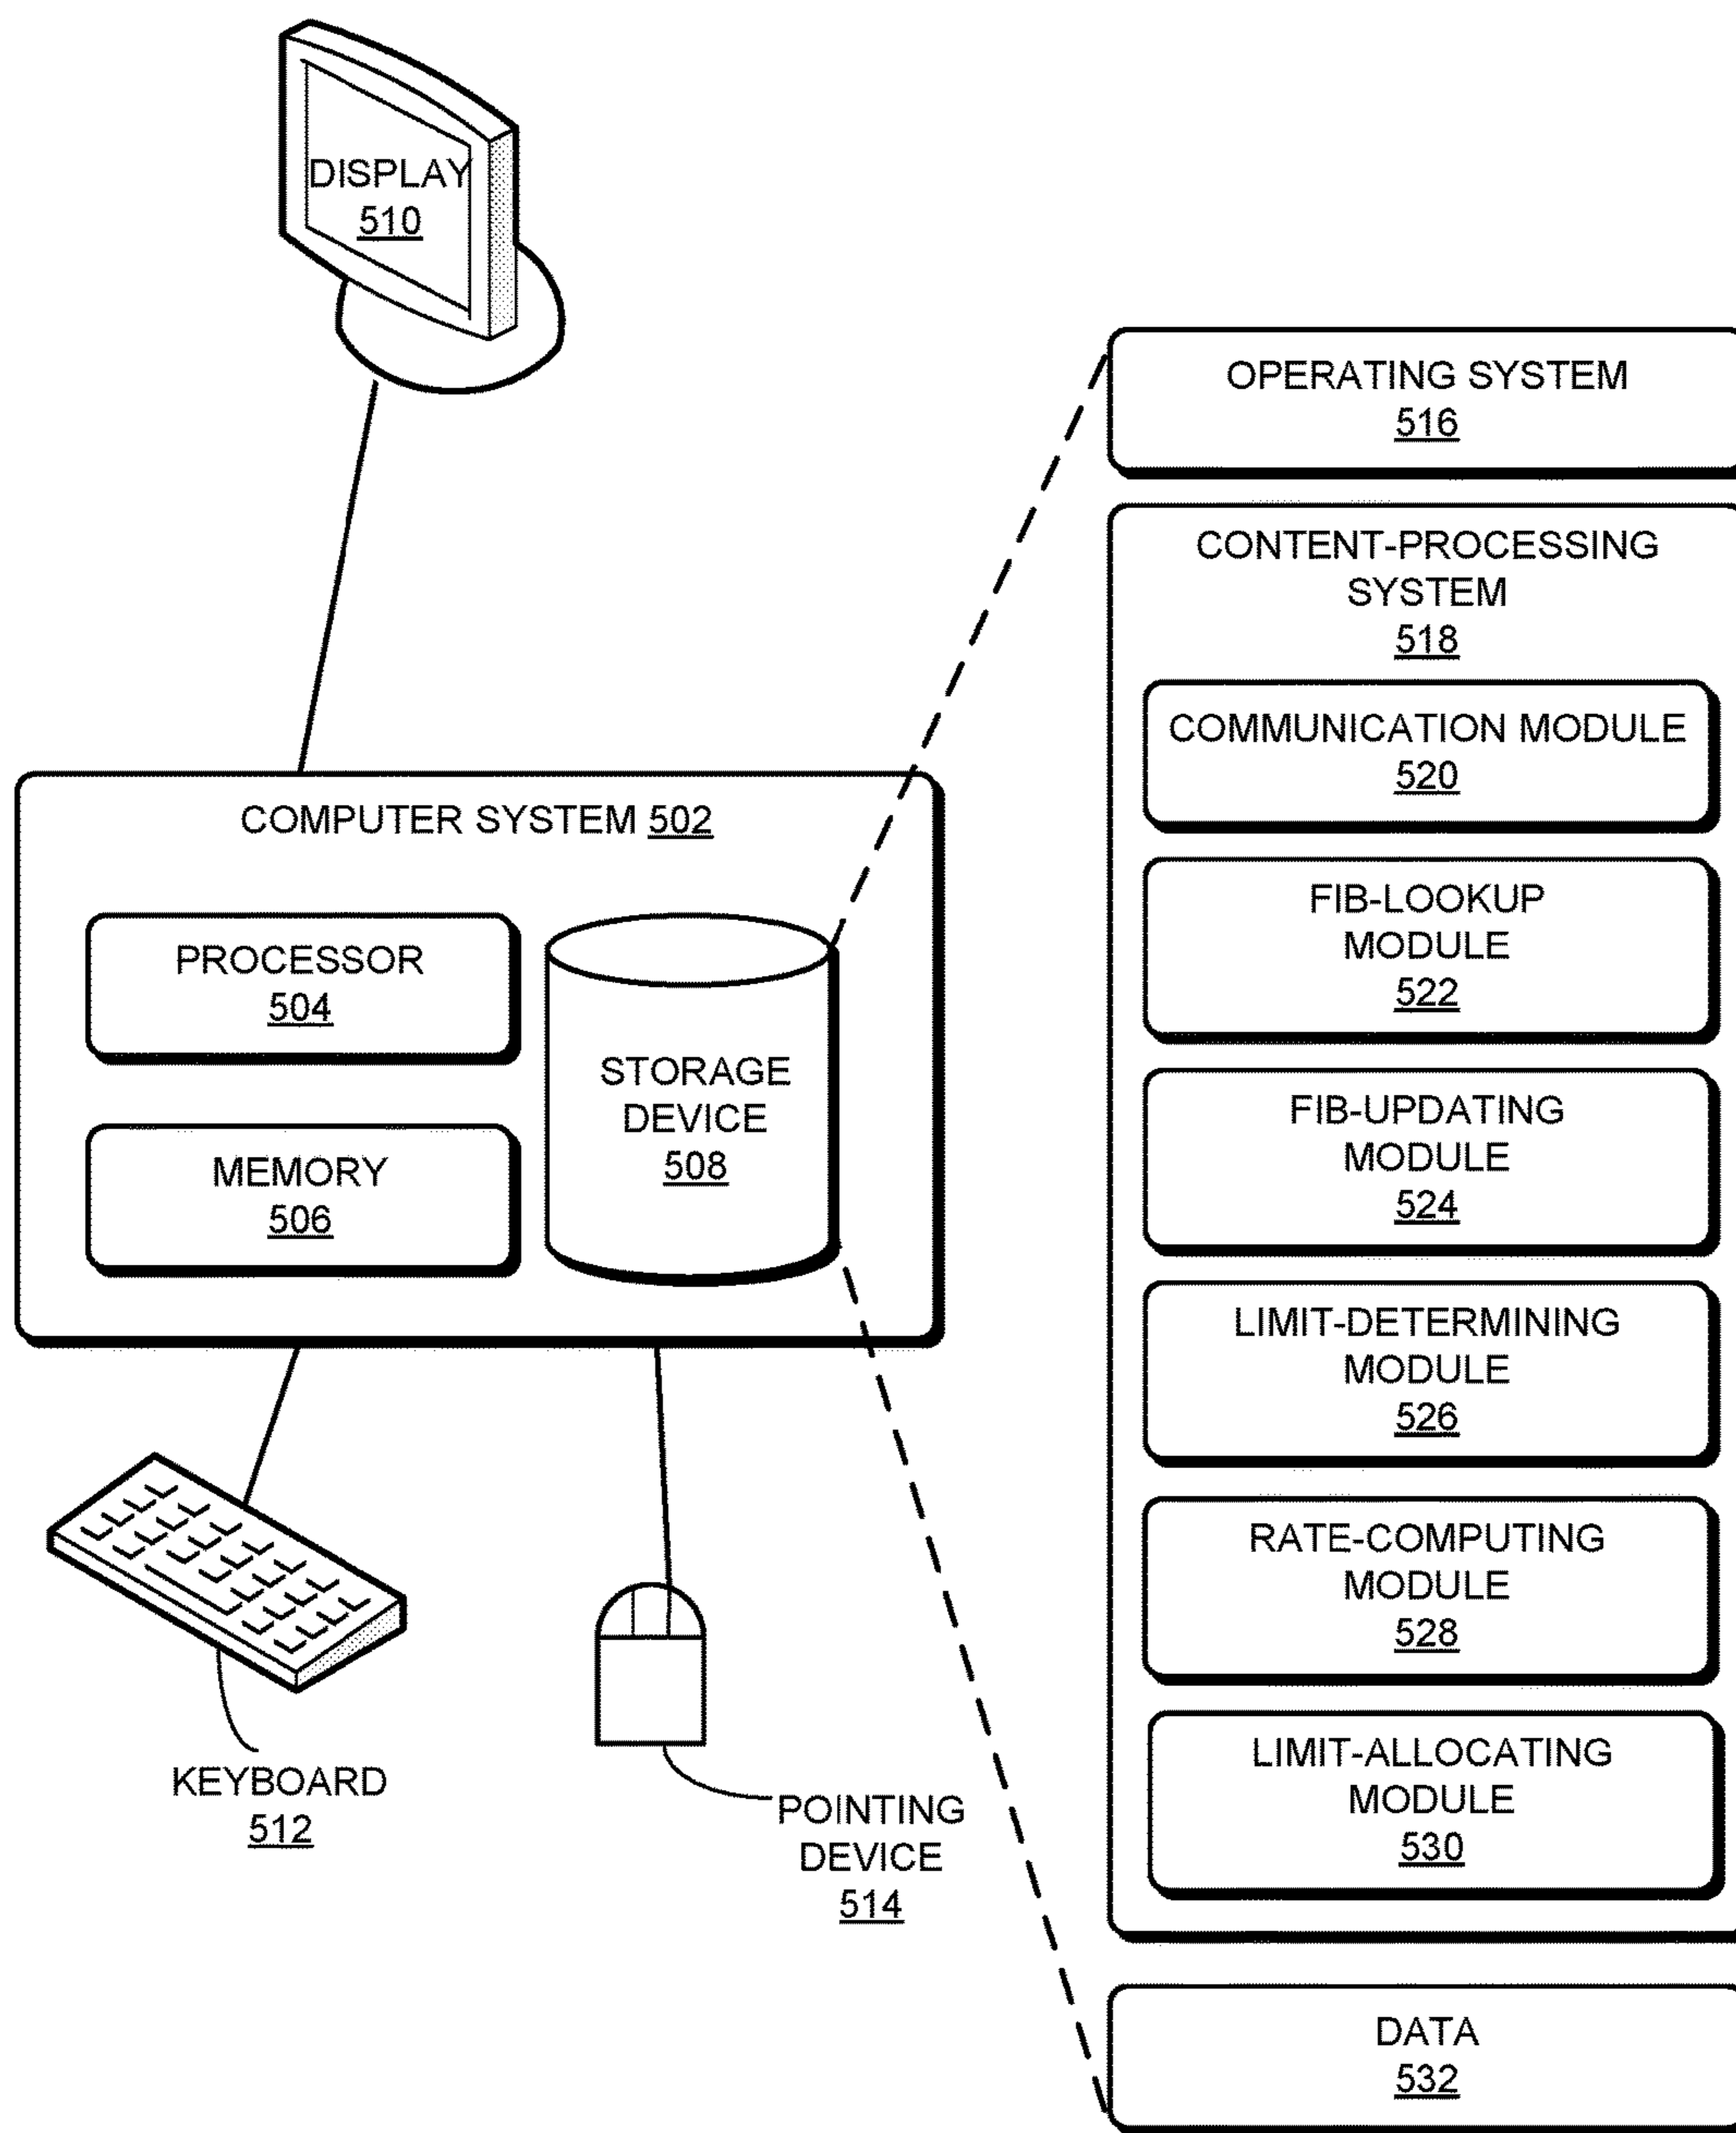 DISPLAY
510
OPERATING SYSTEM
516
CONTENT-PROCESSING
SYSTEM
518
COMMUNICATION MODULE
520
FIB-LOOKUP
MODULE
522
FIB-UPDATING
MODULE
524
LIMIT-DETERMINING
MODULE
526
RATE-COMPUTING
MODULE
528
LIMIT-ALLOCATING
MODULE
530
DATA
532
COMPUTER SYSTEM 502
PROCESSOR
504
MEMORY
506
STORAGE
DEVICE
508
KEYBOARD
512
POINTING
DEVICE
514